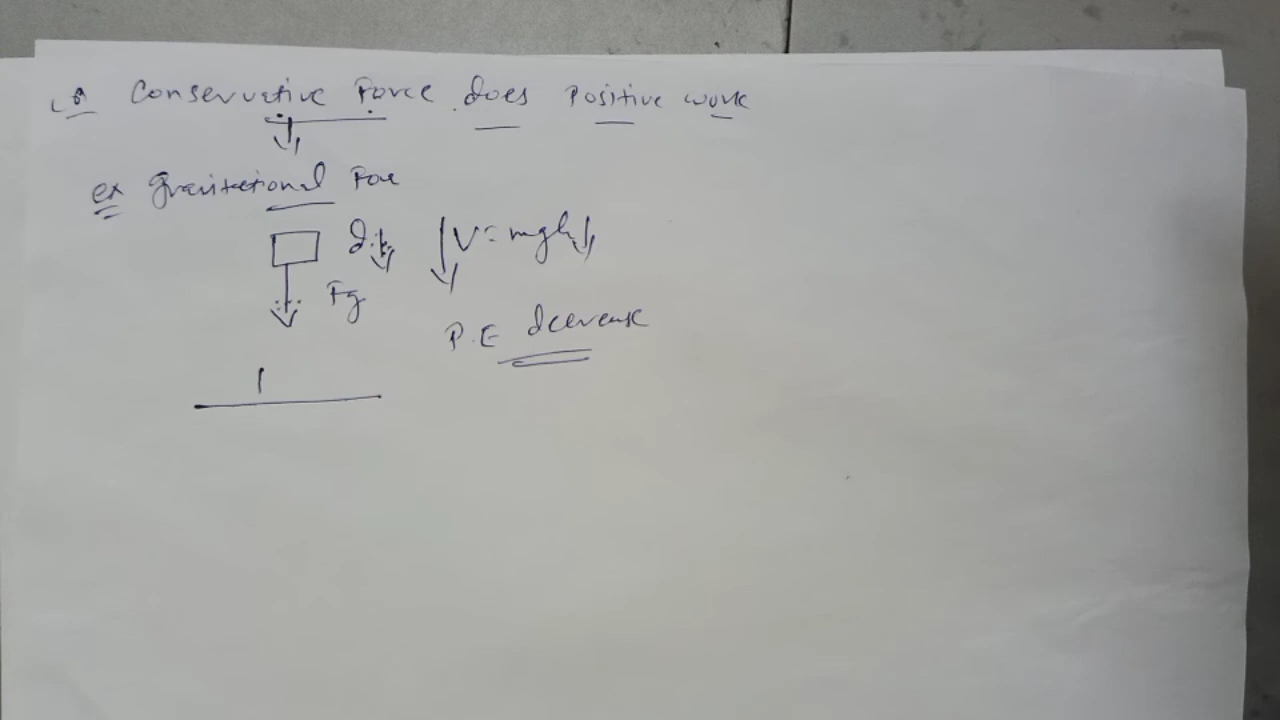 Conservative Force does Positive work
ex Gravitational Force
d V = mgh
Fg
P.E decrease